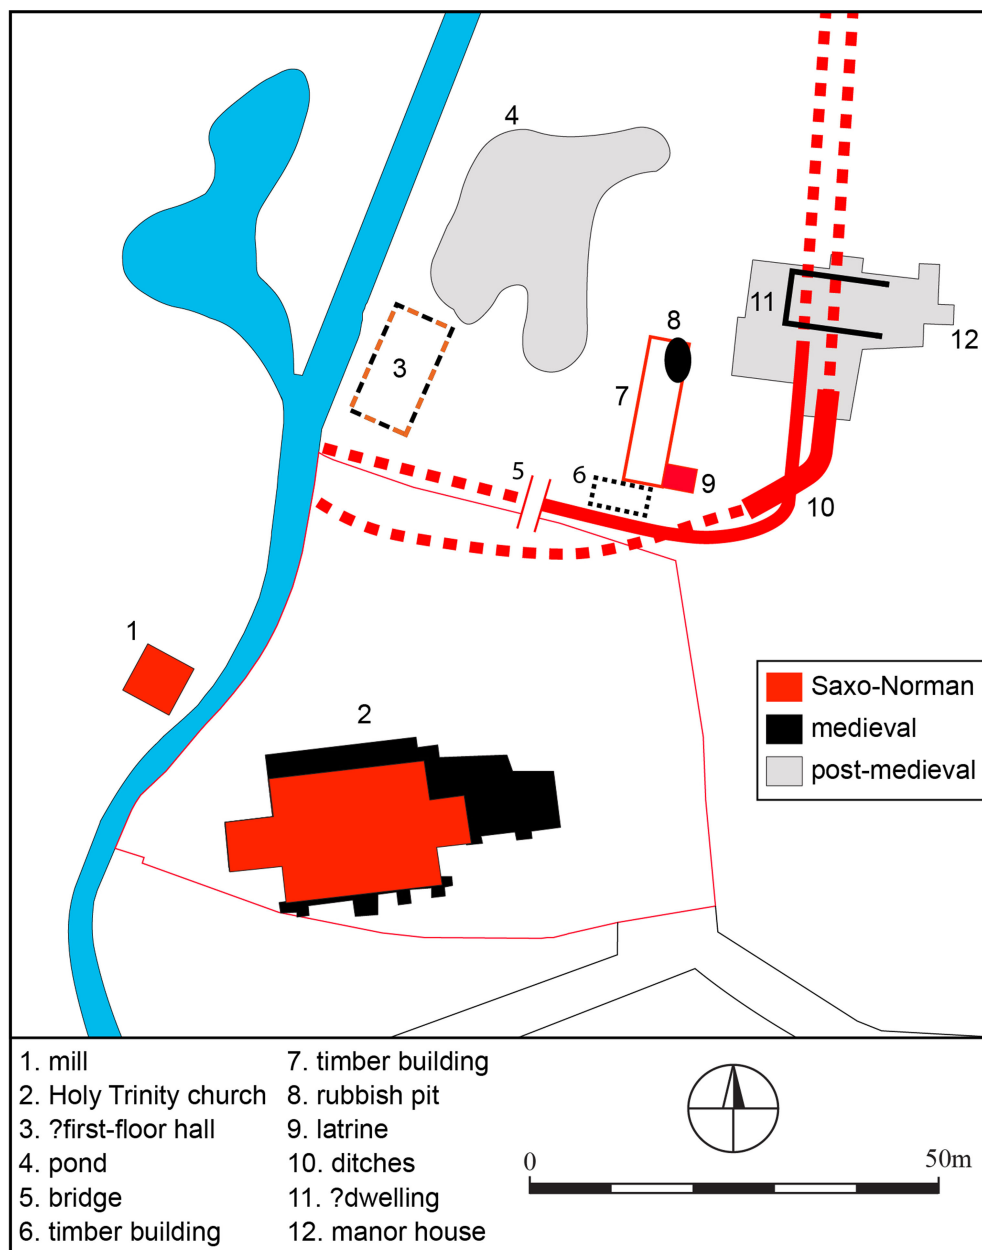 4
8
11
12
3
7
5
6
9
10
1
2
Saxo-Norman
medieval
post-medieval
1. mill
2. Holy Trinity church
3. ?first-floor hall
4. pond
5. bridge
6. timber building
7. timber building
8. rubbish pit
9. latrine
10. ditches
11. ?dwelling
12. manor house
0 50m